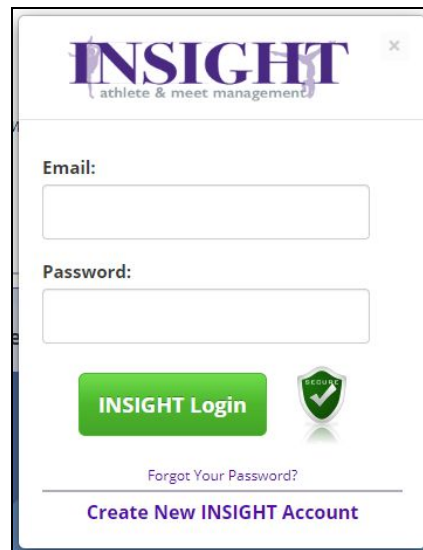 INSIGHT
athlete & meet management
×
Email:
Password:
INSIGHT Login
SECURE
Forgot Your Password?
Create New INSIGHT Account